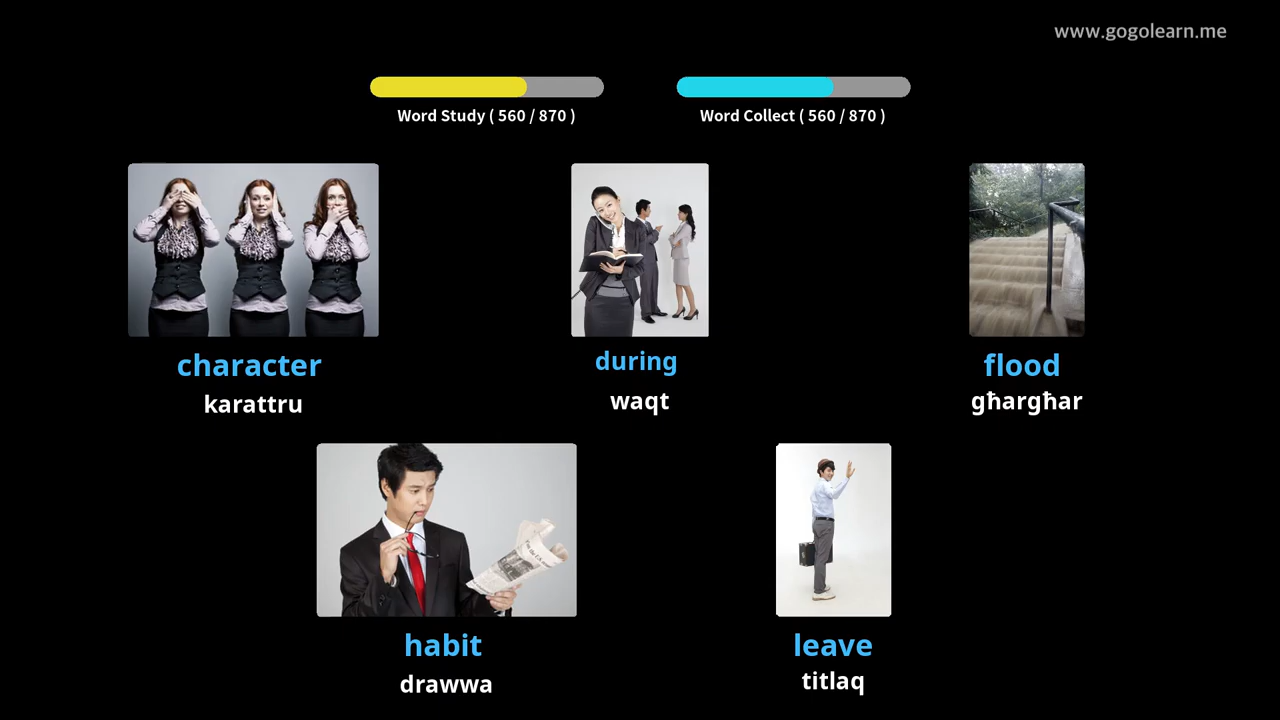 www.gogolearn.me
Word Study ( 560 / 870 )
Word Collect ( 560 / 870 )
character
karattru
during
waqt
flood
għargħar
habit
drawwa
leave
titlaq